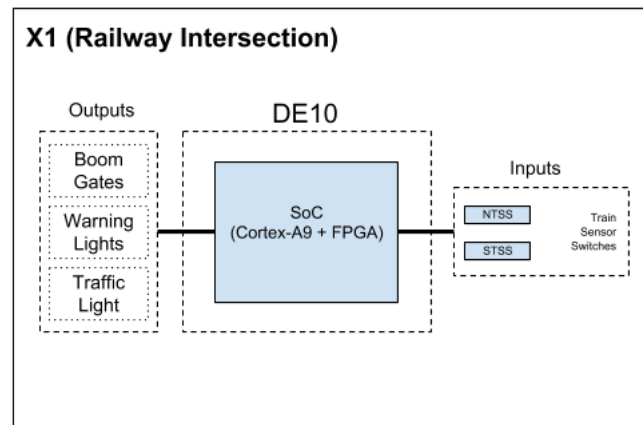 X1 (Railway Intersection)
Outputs
DE10
Boom
Gates
Warning
Lights
Traffic
Light
SoC
(Cortex-A9 + FPGA)
Inputs
NTSS
STSS
Train
Sensor
Switches